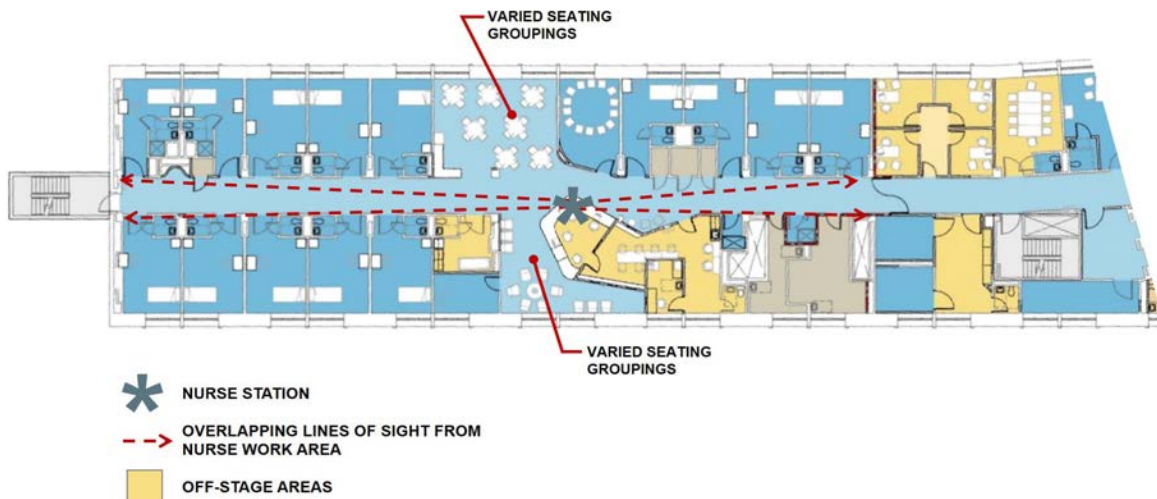 VARIED SEATING
GROUPINGS
VARIED SEATING
GROUPINGS
NURSE STATION
OVERLAPPING LINES OF SIGHT FROM
NURSE WORK AREA
OFF-STAGE AREAS